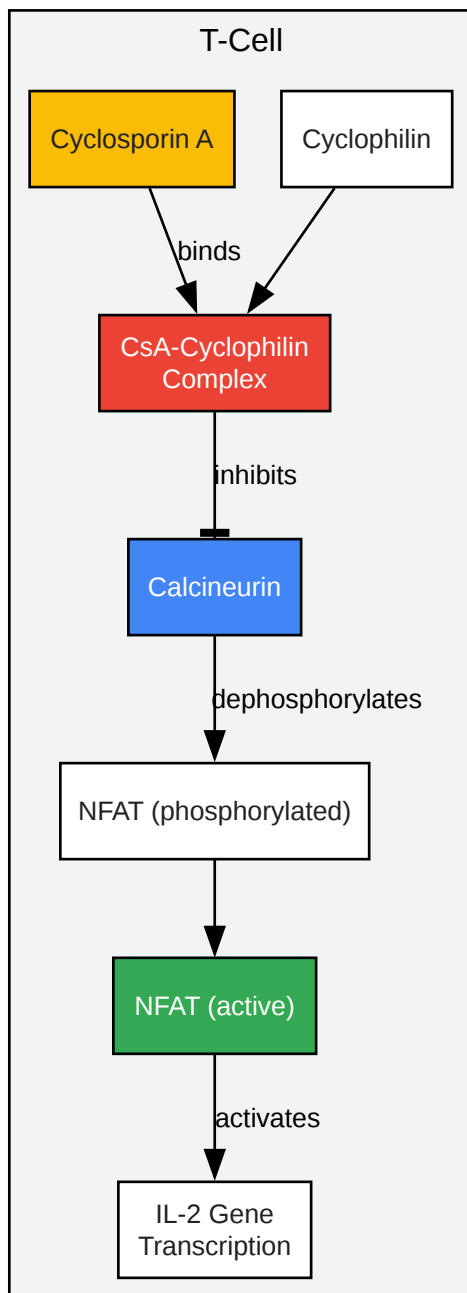 T-Cell
Cyclosporin A
Cyclophilin
binds
CsA-Cyclophilin
Complex
inhibits
Calcineurin
dephosphorylates
NFAT (phosphorylated)
NFAT (active)
activates
IL-2 Gene
Transcription